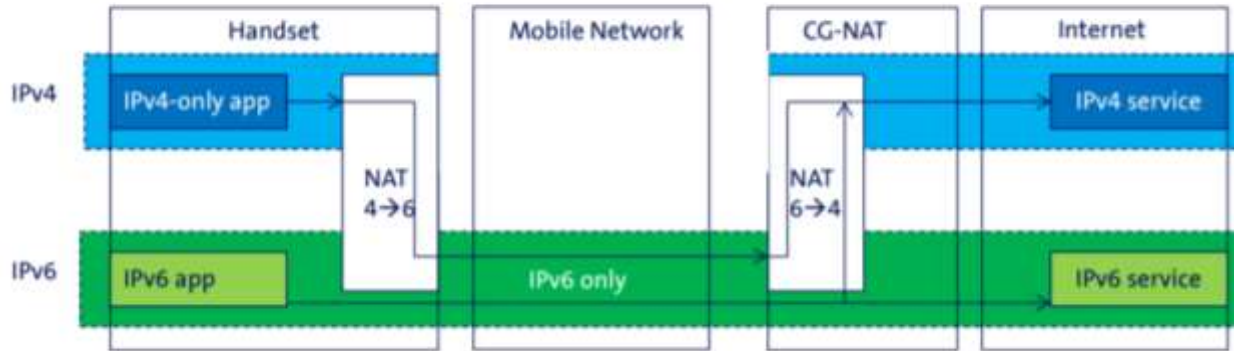 Handset
Mobile Network
CG-NAT
Internet
IPv4
IPv4-only app
IPv4 service
NAT
4→6
NAT
6→4
IPv6
IPv6 app
IPv6 only
IPv6 service